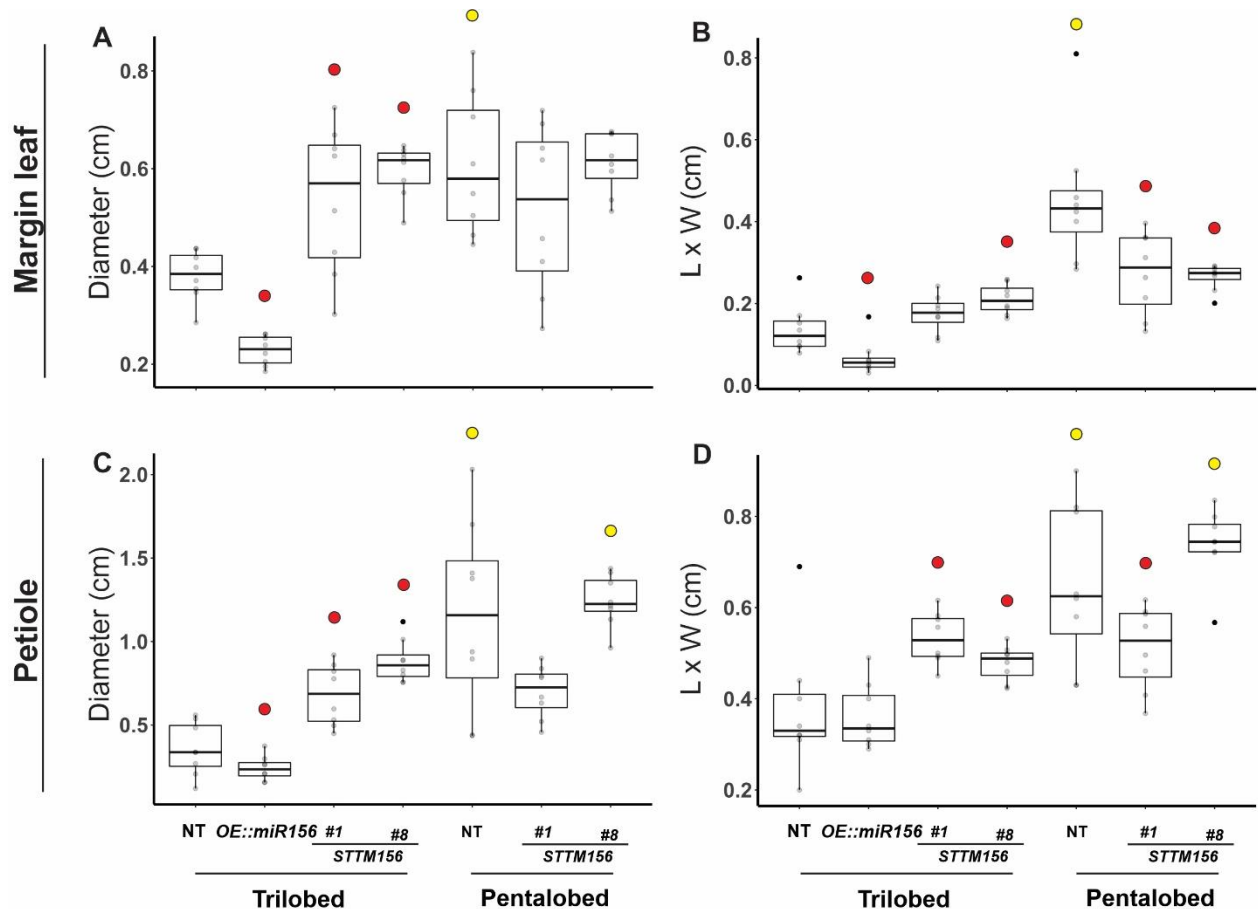 A
B
Margin leaf
Diameter (cm)
0.8
0.6
0.4
0.2
L x W (cm)
0.8
0.6
0.4
0.2
0.0
C
D
Petiole
Diameter (cm)
2.0
1.5
1.0
0.5
L x W (cm)
0.8
0.6
0.4
0.2
NT OE::miR156 #1 #8 NT #1 #8
STTM156 STTM156
Trilobed Pentalobed
NT OE::miR156 #1 #8 NT #1 #8
STTM156 STTM156
Trilobed Pentalobed